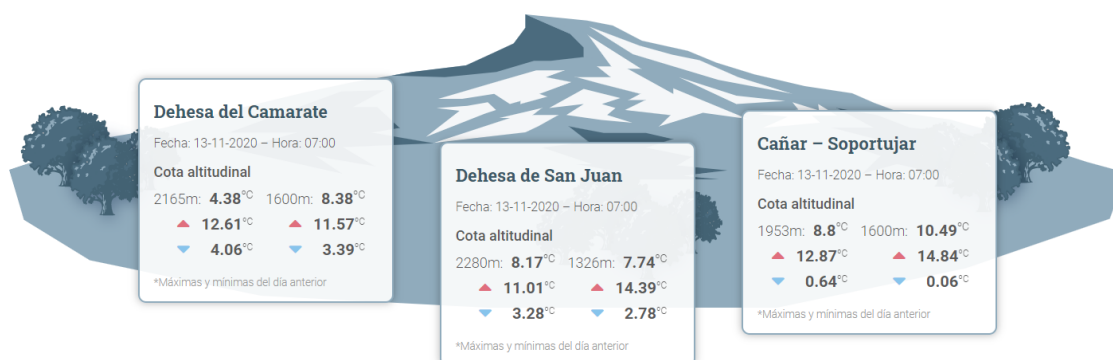 Dehesa del Camarate
Fecha: 13-11-2020 – Hora: 07:00
Cota altitudinal
2165m: 4.38°C 1600m: 8.38°C
12.61°C 11.57°C
4.06°C 3.39°C
*Máximas y mínimas del día anterior
Dehesa de San Juan
Fecha: 13-11-2020 – Hora: 07:00
Cota altitudinal
2280m: 8.17°C 1326m: 7.74°C
11.01°C 14.39°C
3.28°C 2.78°C
*Máximas y mínimas del día anterior
Cañar – Soportujar
Fecha: 13-11-2020 – Hora: 07:00
Cota altitudinal
1953m: 8.8°C 1600m: 10.49°C
12.87°C 14.84°C
0.64°C 0.06°C
*Máximas y mínimas del día anterior